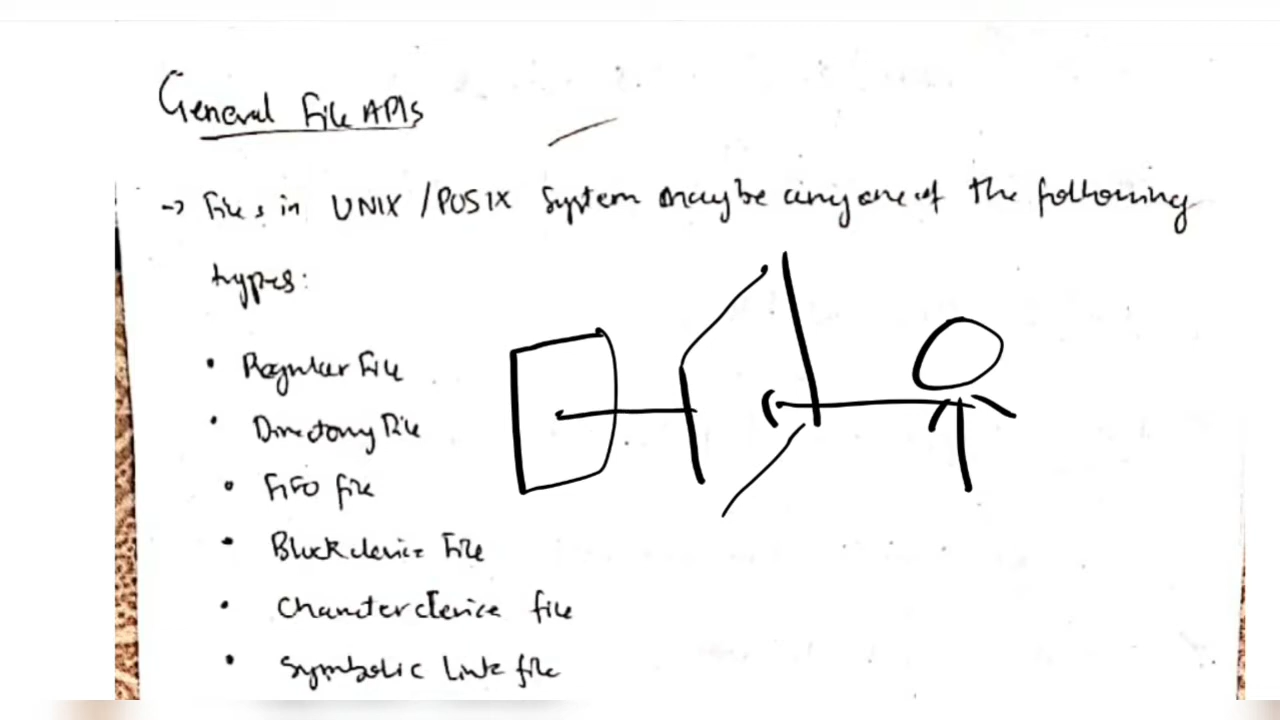 General File APIs
→ Files in UNIX/POSIX System may be any one of the following
types:
• Regular File
• Directory File
• FIFO file
• Block device File
• Character device file
• Symbolic link file